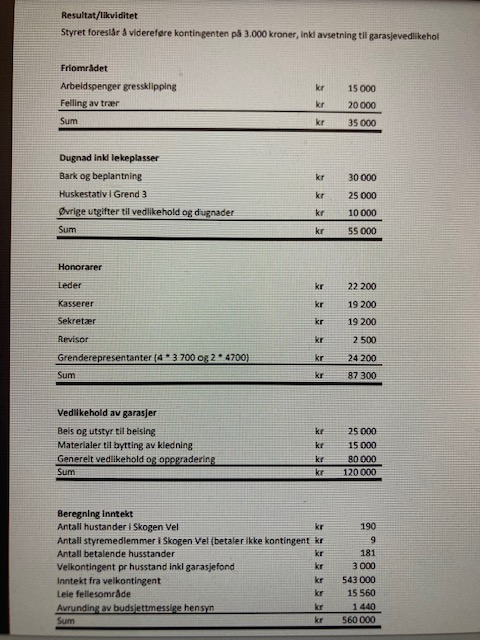 Resultat/likviditet
Styret foreslår å videreføre kontingenten på 3.000 kroner, inkl avsetning til garasjevedlikehol
Friområdet
Arbeidspenger gressklipping kr 15 000
Felling av trær kr 20 000
Sum kr 35 000
Dugnad inkl lekeplasser
Bark og beplantning kr 30 000
Huskestativ i Grend 3 kr 25 000
Øvrige utgifter til vedlikehold og dugnader kr 10 000
Sum kr 55 000
Honorarer
Leder kr 22 200
Kasserer kr 19 200
Sekretær kr 19 200
Revisor kr 2 500
Grenderepresentanter (4 * 3 700 og 2 * 4700) kr 24 200
Sum kr 87 300
Vedlikehold av garasjer
Beis og utstyr til beising kr 25 000
Materialer til bytting av kledning kr 15 000
Generelt vedlikehold og oppgradering kr 80 000
Sum kr 120 000
Beregning inntekt
Antall hustander i Skogen Vel kr 190
Antall styremedlemmer i Skogen Vel (betaler ikke kontingent kr 9
Antall betalende husstander kr 181
Velkontingent pr husstand inkl garasjefond kr 3 000
Inntekt fra velkontingent kr 543 000
Leie fellesområde kr 15 560
Avrunding av budsjettmessige hensyn kr 1 440
Sum kr 560 000